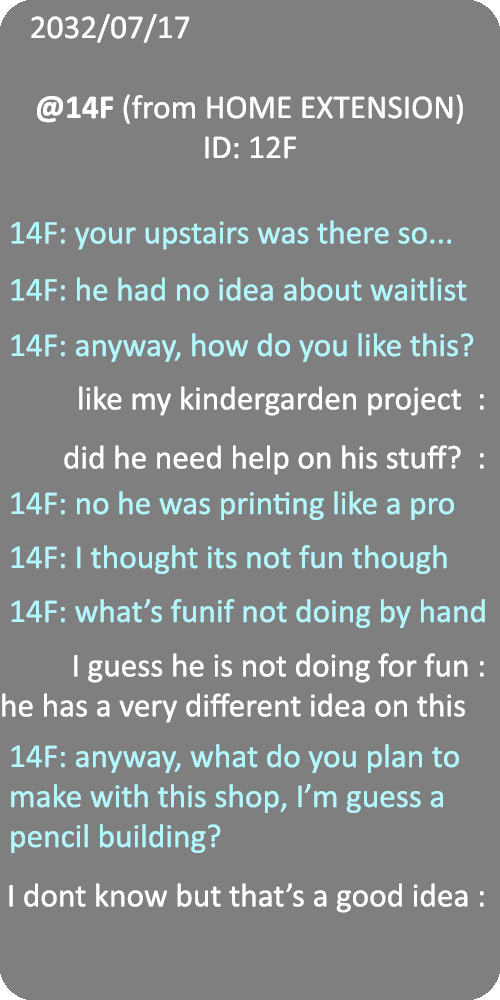 2032/07/17
@14F (from HOME EXTENSION)
ID: 12F
14F: your upstairs was there so...
14F: he had no idea about waitlist
14F: anyway, how do you like this?
like my kindergarden project :
did he need help on his stuff? :
14F: no he was printing like a pro
14F: I thought its not fun though
14F: what's funif not doing by hand
I guess he is not doing for fun :
he has a very different idea on this
14F: anyway, what do you plan to
make with this shop, I'm guess a
pencil building?
I dont know but that's a good idea :